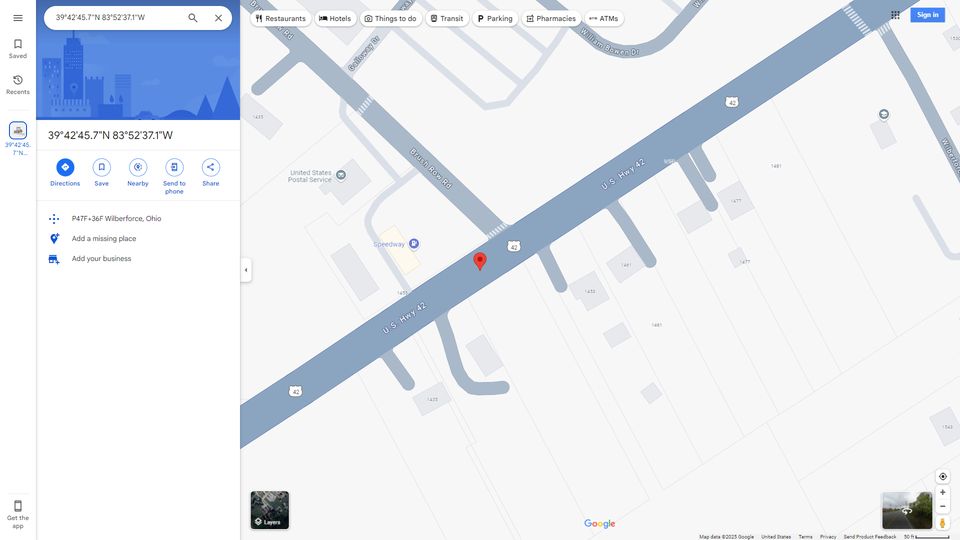 39°42'45.7"N 83°52'37.1"W
Restaurants
Hotels
Things to do
Transit
Parking
Pharmacies
ATMs
Sign in
Saved
Recents
39°42'45.
7"N...
39°42'45.7"N 83°52'37.1"W
Directions
Save
Nearby
Send to
phone
Share
P47F+36F Wilberforce, Ohio
Add a missing place
Add your business
Get the
app
Galloway Dr
William Bowen Dr
Brush Row Rd
United States
Postal Service
Speedway
U.S. Hwy 42
U.S. Hwy 42
42
42
42
1435
1455
1455
1461
1481
1477
1477
1481
1543
Layers
Google
Map data ©2025 Google
United States
Terms
Privacy
Send Product Feedback
50 ft